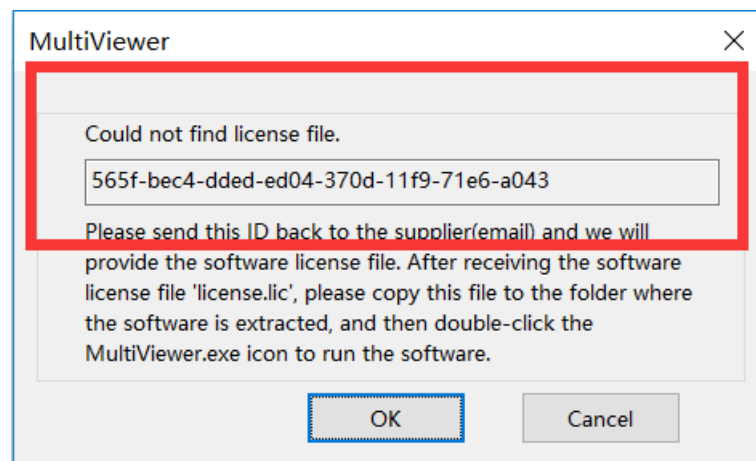 MultiViewer
Could not find license file.
565f-bec4-dded-ed04-370d-11f9-71e6-a043
Please send this ID back to the supplier(email) and we will
provide the software license file. After receiving the software
license file 'license.lic', please copy this file to the folder where
the software is extracted, and then double-click the
MultiViewer.exe icon to run the software.
OK
Cancel